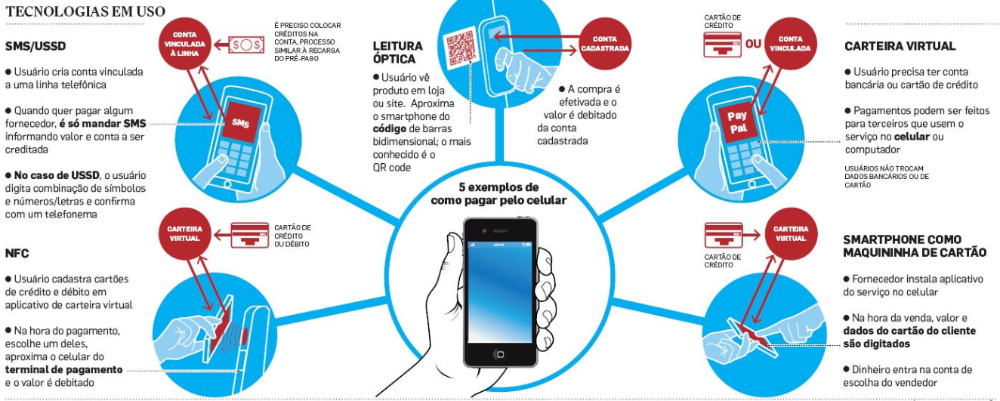 TECNOLOGIAS EM USO
SMS/USSD
● Usuário cria conta vinculada
a uma linha telefônica
● Quando quer pagar algum
fornecedor, é só mandar SMS
informando valor e conta a ser
creditada
● No caso de USSD, o usuário
digita combinação de símbolos
e números/letras e confirma
com um telefonema
CONTA
VINCULADA
À LINHA
$ $
É PRECISO COLOCAR
CRÉDITOS NA
CONTA, PROCESSO
SIMILAR À RECARGA
DO PRÉ-PAGO
SMS
LEITURA
ÓPTICA
● Usuário vê
produto em loja
ou site. Aproxima
o smartphone do
código de barras
bidimensional; o mais
conhecido é o
QR code
CONTA
CADASTRADA
● A compra é
efetivada e o
valor é debitado
da conta
cadastrada
CARTÃO DE
CRÉDITO
OU
CONTA
VINCULADA
Pay
Pal
CARTEIRA VIRTUAL
● Usuário precisa ter conta
bancária ou cartão de crédito
● Pagamentos podem ser feitos
para terceiros que usem o
serviço no celular ou
computador
USUÁRIOS NÃO TROCAM
DADOS BANCÁRIOS OU DE
CARTÃO
5 exemplos de
como pagar pelo celular
NFC
● Usuário cadastra cartões
de crédito e débito em
aplicativo de carteira virtual
● Na hora do pagamento,
escolhe um deles,
aproxima o celular do
terminal de pagamento
e o valor é debitado
CARTEIRA
VIRTUAL
CARTÃO DE
CRÉDITO
OU DÉBITO
CARTÃO DE
CRÉDITO
CARTEIRA
VIRTUAL
SMARTPHONE COMO
MAQUININHA DE CARTÃO
● Fornecedor instala aplicativo
do serviço no celular
● Na hora da venda, valor e
dados do cartão do cliente
são digitados
● Dinheiro entra na conta de
escolha do vendedor